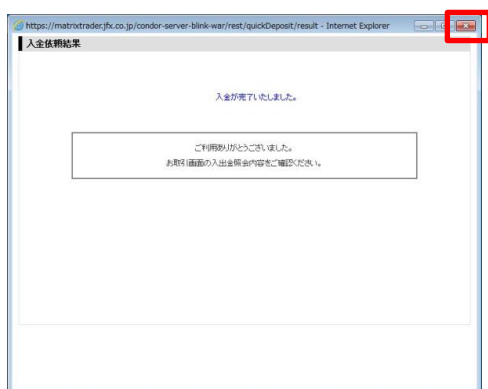 https://matrixtrader.jfx.co.jp/condor-server-blink-war/rest/quickDeposit/result - Internet Explorer
入金依頼結果
入金が完了いたしました。
ご利用ありがとうございました。
お取引画面の入出金照会内容をご確認ください。